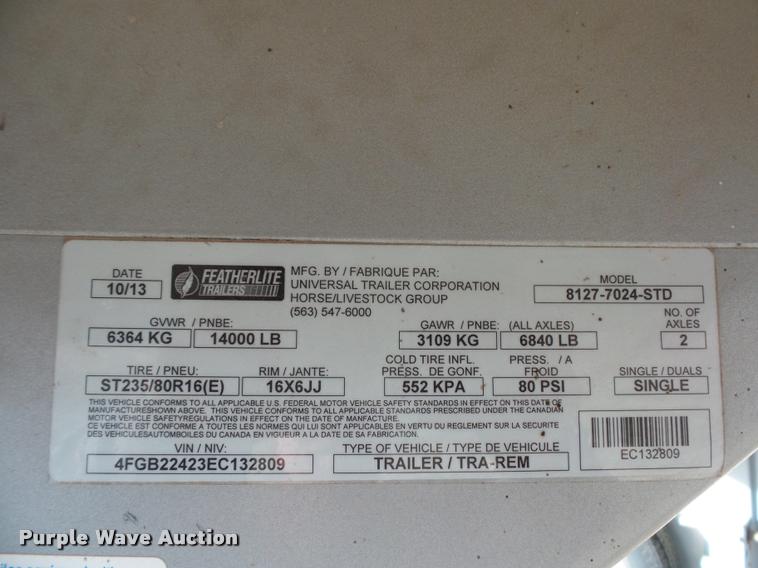 DATE
10/13
FEATHERLITE
TRAILERS
MFG. BY / FABRIQUE PAR:
UNIVERSAL TRAILER CORPORATION
HORSE/LIVESTOCK GROUP
(563) 547-6000
MODEL
8127-7024-STD
GVWR / PNBE:
6364 KG 14000 LB
GAWR / PNBE: (ALL AXLES)
3109 KG 6840 LB
NO. OF
AXLES
2
TIRE / PNEU:
ST235/80R16(E)
RIM / JANTE:
16X6JJ
COLD TIRE INFL. PRESS. / A
PRESS. DE GONF. FROID
552 KPA 80 PSI
SINGLE / DUALS
SINGLE
THIS VEHICLE CONFORMS TO ALL APPLICABLE U.S. FEDERAL MOTOR VEHICLE SAFETY STANDARDS IN EFFECT ON THIS DATE OF
MANUFACTURESHOWN ABOVE. THIS VEHICLE CONFORMS TO ALL APPLICABLE STANDARDS PRESCRIBED UNDER THE CANADIAN
MOTOR VEHICLE SAFETYREGULATIONS IN EFFECT ON THE DATE OF MANUFACTURE.
CE VEHICULE EST CONFORME A TOUTES LES NORMES QUI LUI SONT APPLICABLES EN VERTU DU REGLEMENT SUR LA SECURITE
DES VEHICULESAUTOMOBILES DU CANADA EN VIGUEUR A LA DATE DE SA FABRICATION.
VIN / NIV:
4FGB22423EC132809
TYPE OF VEHICLE / TYPE DE VEHICULE
TRAILER / TRA-REM
EC132809
Purple Wave Auction